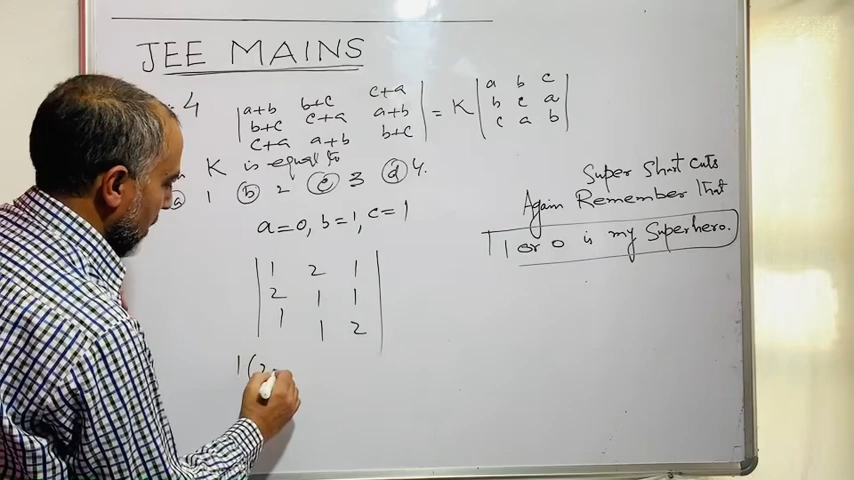 JEE MAINS
4 | a+b b+c c+a | = K | a b c |
| b+c c+a a+b | | b c a |
| c+a a+b b+c | | c a b |
K is equal to
a 1 b 2 c 3 d 4.
a=0, b=1, c=1
| 1 2 1 |
| 2 1 1 |
| 1 1 2 |
1(2
Super Short cuts
Again Remember that
1 or 0 is my Superhero.